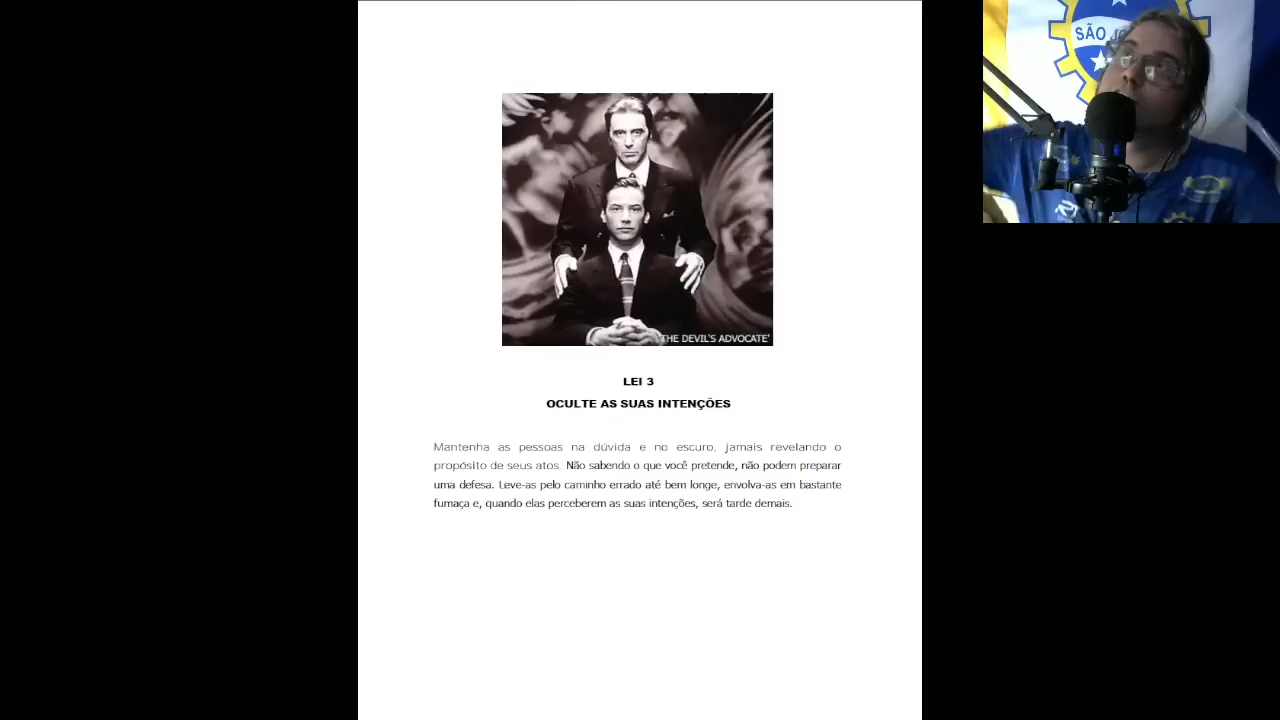 SÃO
'THE DEVIL'S ADVOCATE'
LEI 3
OCULTE AS SUAS INTENÇÕES
Mantenha as pessoas na dúvida e no escuro, jamais revelando o
propósito de seus atos. Não sabendo o que você pretende, não podem preparar
uma defesa. Leve-as pelo caminho errado até bem longe, envolva-as em bastante
fumaça e, quando elas perceberem as suas intenções, será tarde demais.